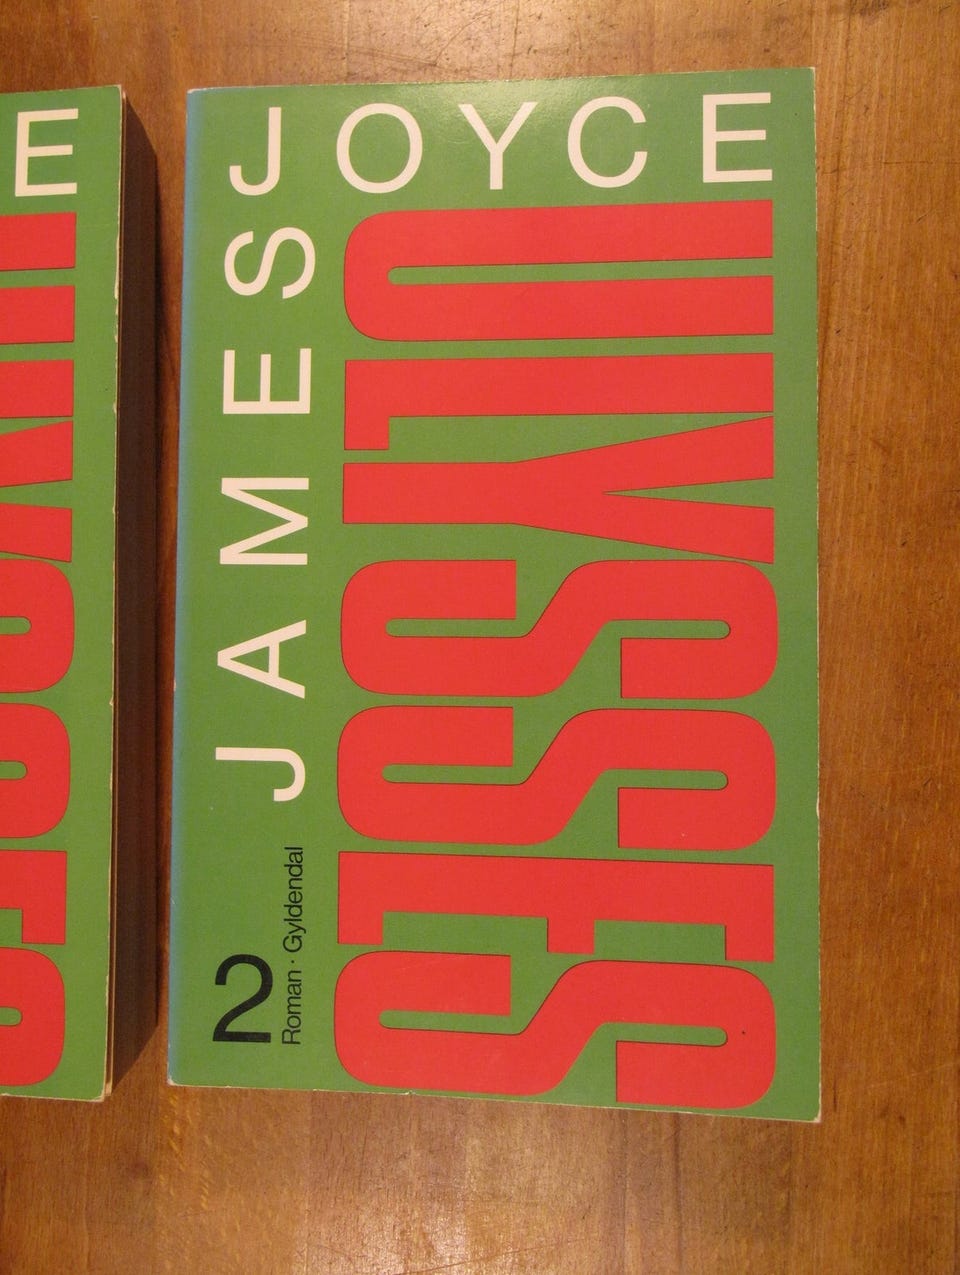 JAMES
JOYCE
ULYSSES
2
Roman · Gyldendal
E